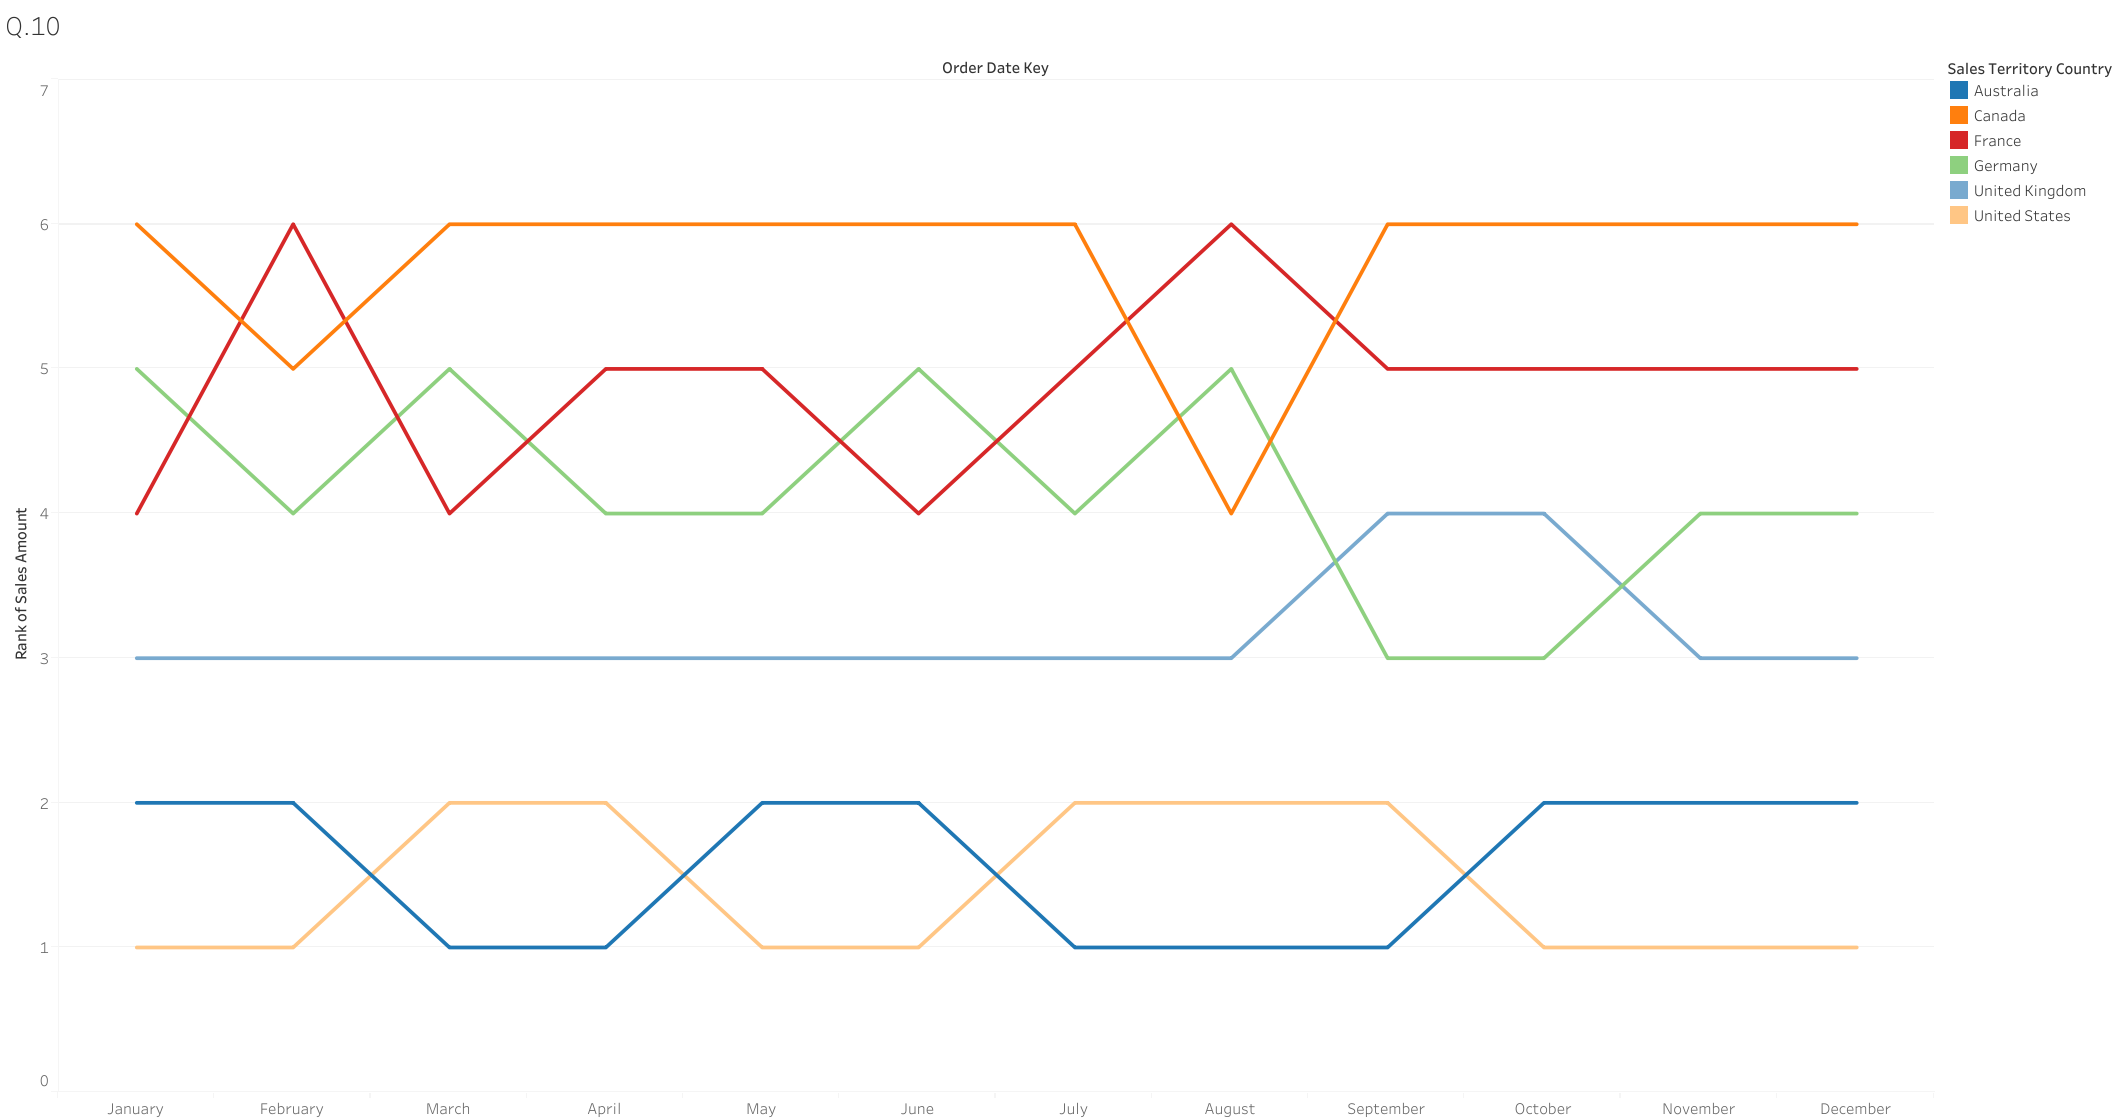 Q.10
Order Date Key
Sales Territory Country
Australia
Canada
France
Germany
United Kingdom
United States
Rank of Sales Amount
7
6
5
4
3
2
1
0
January February March April May June July August September October November December